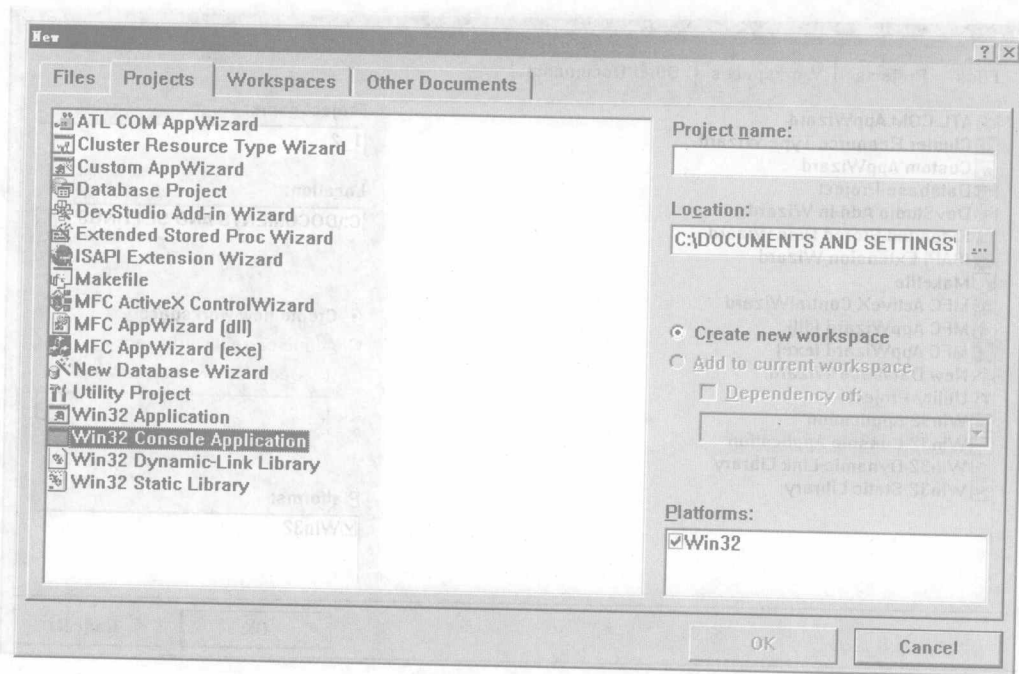 New
Files Projects Workspaces Other Documents
ATL COM AppWizard
Cluster Resource Type Wizard
Custom AppWizard
Database Project
DevStudio Add-in Wizard
Extended Stored Proc Wizard
ISAPI Extension Wizard
Makefile
MFC ActiveX ControlWizard
MFC AppWizard (dll)
MFC AppWizard (exe)
New Database Wizard
Utility Project
Win32 Application
Win32 Console Application
Win32 Dynamic-Link Library
Win32 Static Library
Project name:
Location:
C:\DOCUMENTS AND SETTINGS\
...
Create new workspace
Add to current workspace
Dependency of:
Platforms:
Win32
OK Cancel